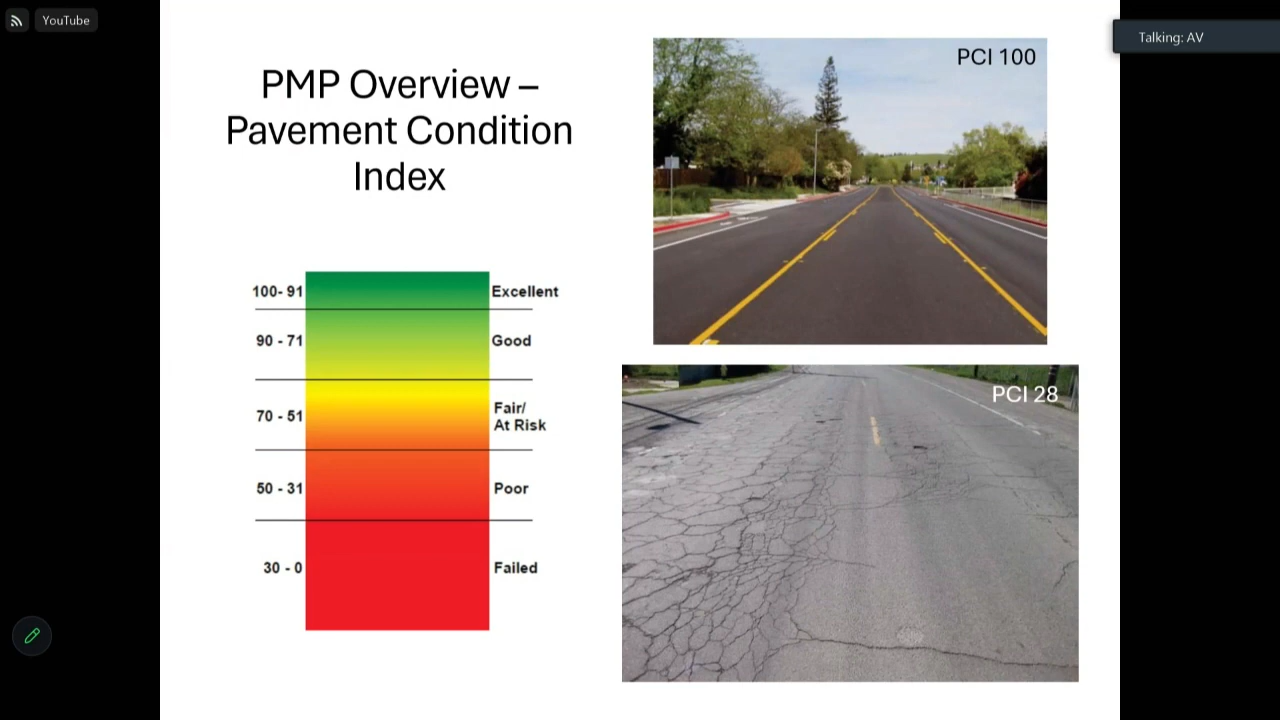 YouTube
Talking: AV
PMP Overview –
Pavement Condition
Index
100- 91
Excellent
90 - 71
Good
70 - 51
Fair/
At Risk
50 - 31
Poor
30 - 0
Failed
PCI 100
PCI 28